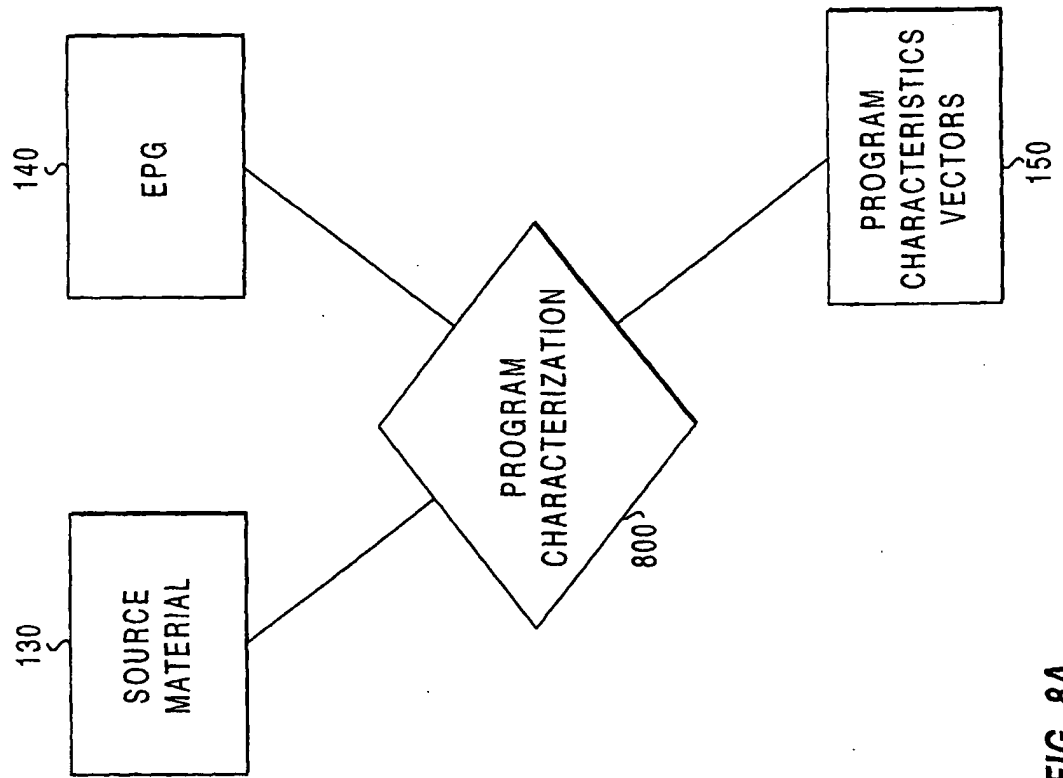 130
SOURCE
MATERIAL
140
EPG
PROGRAM
CHARACTERIZATION
800
PROGRAM
CHARACTERISTICS
VECTORS
150
FIG. 8A